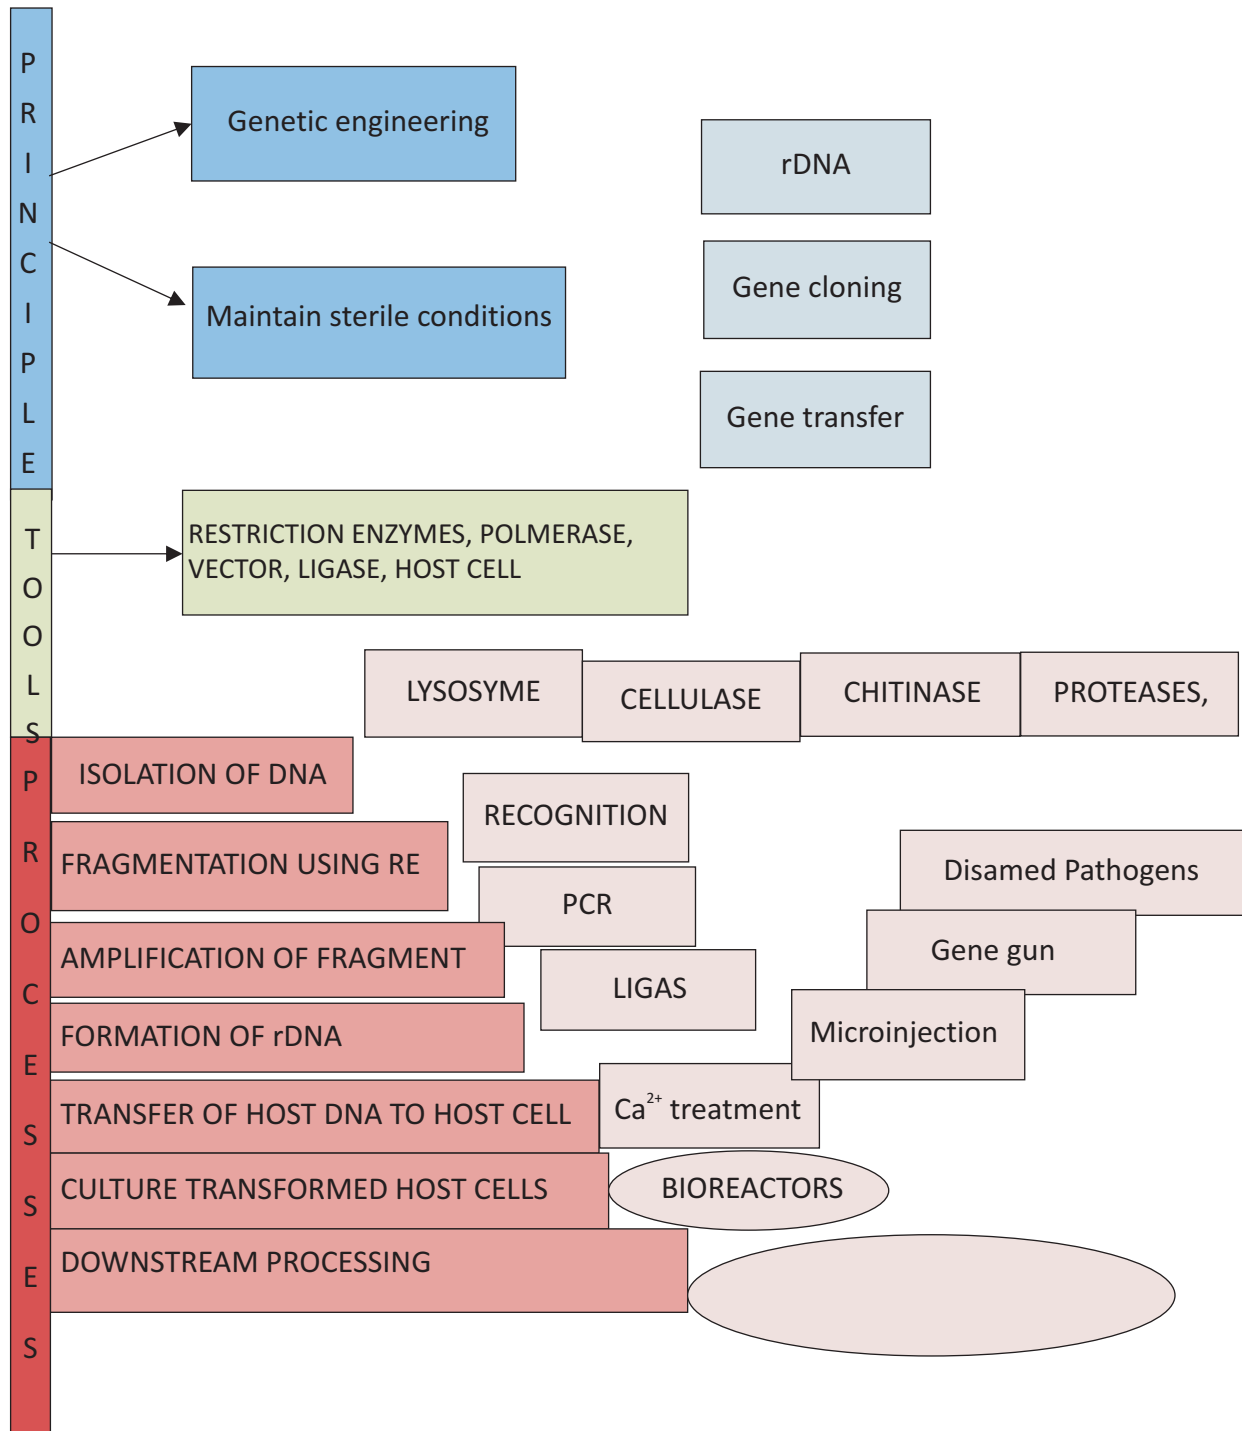 PRINCIPLE
Genetic engineering
rDNA
Gene cloning
Maintain sterile conditions
Gene transfer
TOOLS
RESTRICTION ENZYMES, POLMERASE,
VECTOR, LIGASE, HOST CELL
LYSOSYME
CELLULASE
CHITINASE
PROTEASES,
PROCESSES
ISOLATION OF DNA
RECOGNITION
FRAGMENTATION USING RE
Disamed Pathogens
PCR
AMPLIFICATION OF FRAGMENT
Gene gun
LIGAS
FORMATION OF rDNA
Microinjection
TRANSFER OF HOST DNA TO HOST CELL
Ca²⁺ treatment
CULTURE TRANSFORMED HOST CELLS
BIOREACTORS
DOWNSTREAM PROCESSING